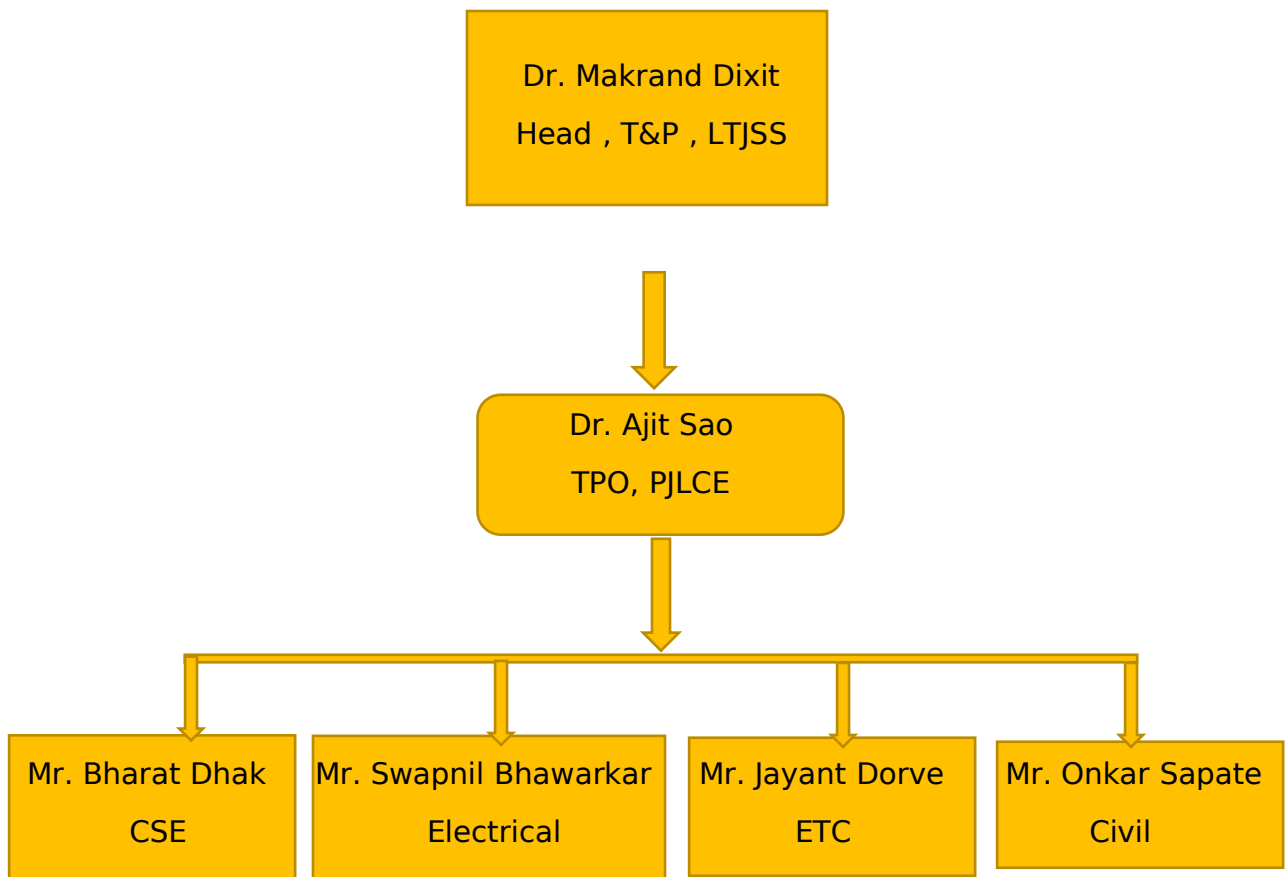 Dr. Makrand Dixit
Head , T&P , LTJSS
Dr. Ajit Sao
TPO, PJLCE
Mr. Bharat Dhak
CSE
Mr. Swapnil Bhawarkar
Electrical
Mr. Jayant Dorve
ETC
Mr. Onkar Sapate
Civil